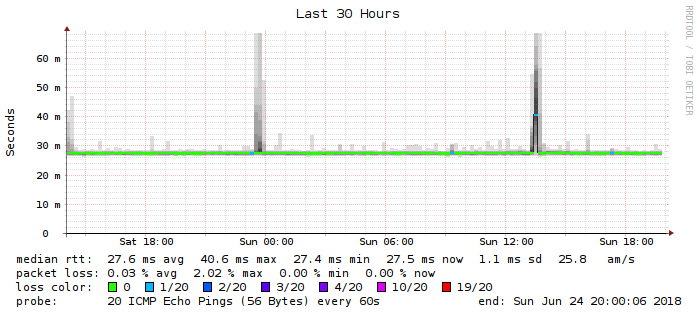 Last 30 Hours
RRDTOOL / TOBI OETIKER
Seconds
60 m
50 m
40 m
30 m
20 m
10 m
0
Sat 18:00 Sun 00:00 Sun 06:00 Sun 12:00 Sun 18:00
median rtt: 27.6 ms avg 40.6 ms max 27.4 ms min 27.5 ms now 1.1 ms sd 25.8 am/s
packet loss: 0.03 % avg 2.02 % max 0.00 % min 0.00 % now
loss color: 0 1/20 2/20 3/20 4/20 10/20 19/20
probe: 20 ICMP Echo Pings (56 Bytes) every 60s end: Sun Jun 24 20:00:06 2018